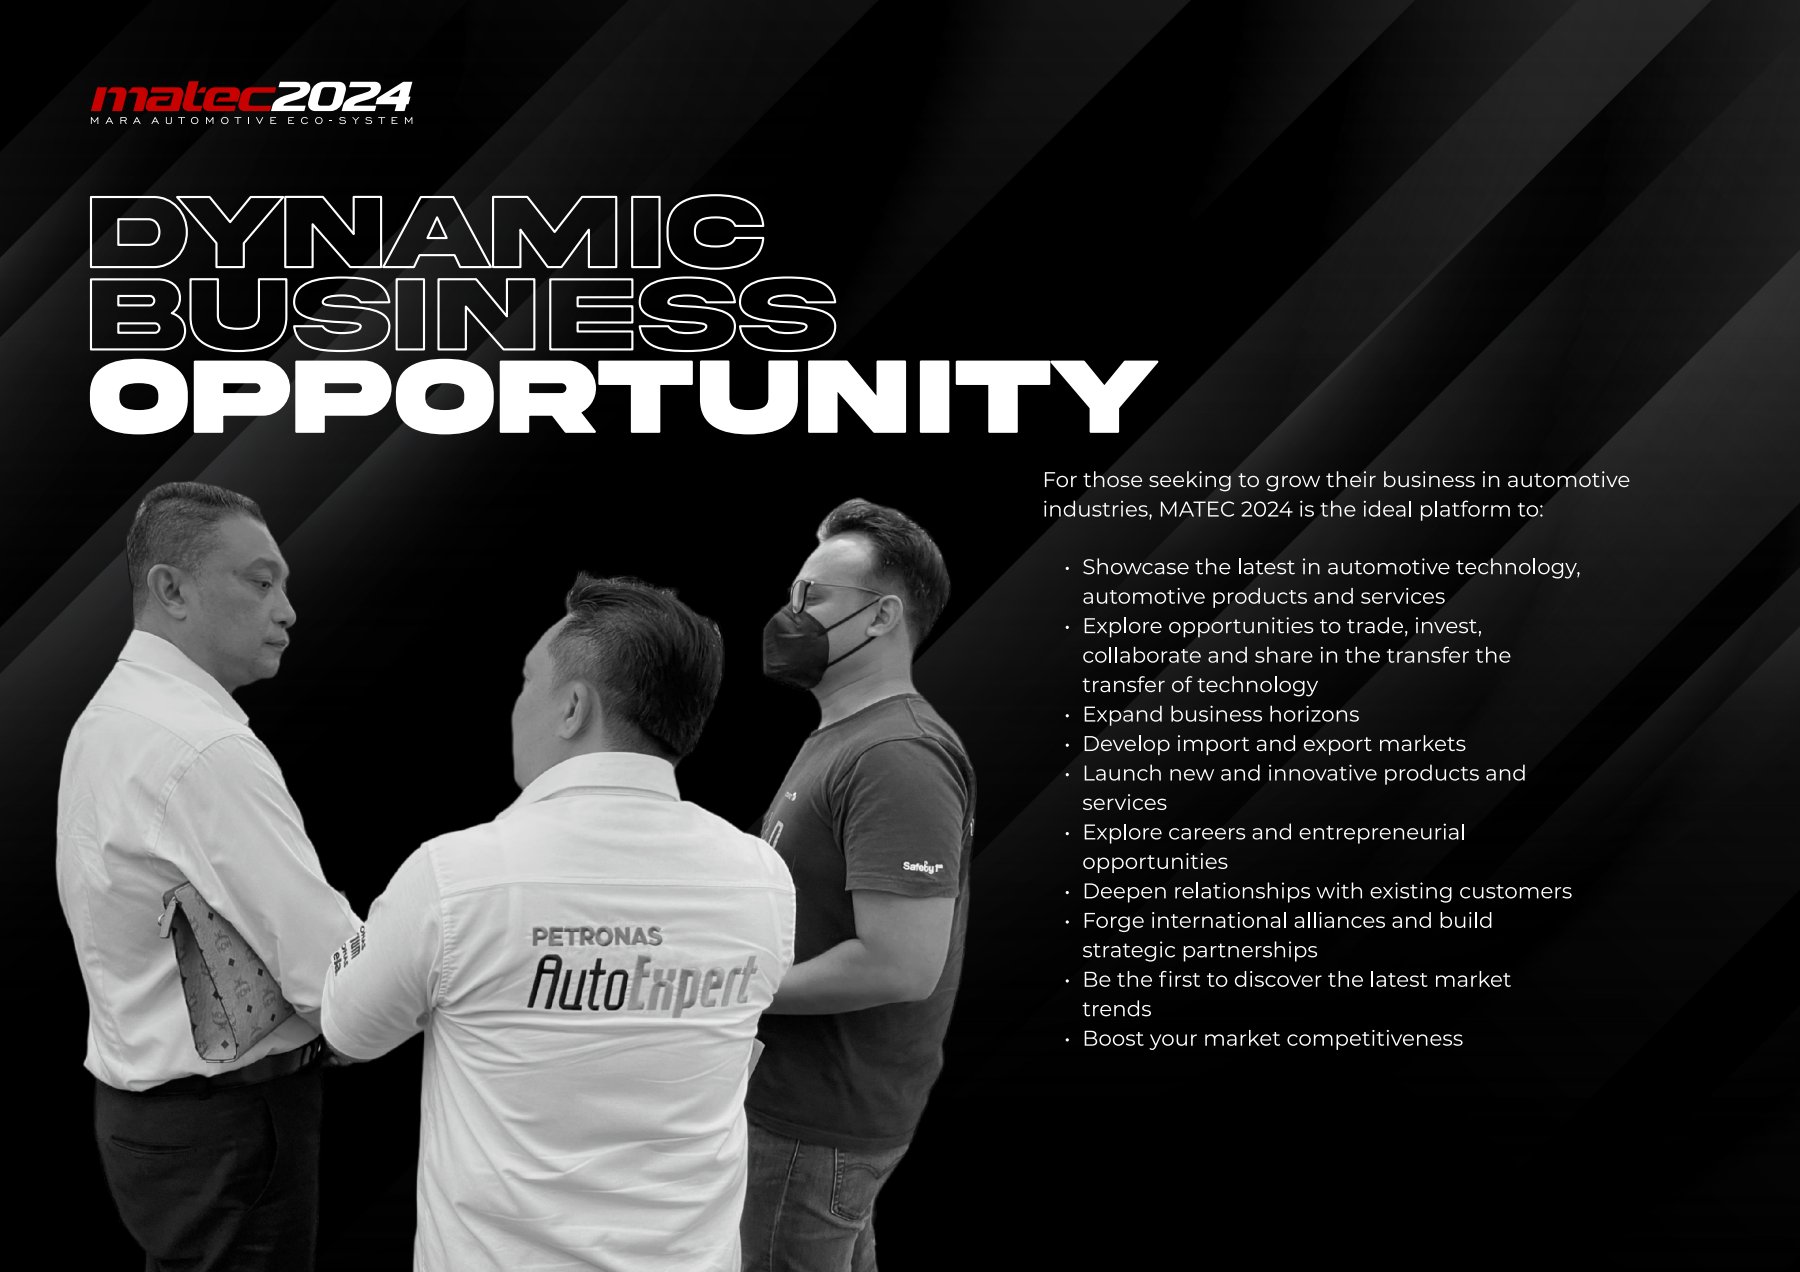 matec2024
MARA AUTOMOTIVE ECO-SYSTEM
DYNAMIC
BUSINESS
OPPORTUNITY
For those seeking to grow their business in automotive
industries, MATEC 2024 is the ideal platform to:
• Showcase the latest in automotive technology,
automotive products and services
• Explore opportunities to trade, invest,
collaborate and share in the transfer the
transfer of technology
• Expand business horizons
• Develop import and export markets
• Launch new and innovative products and
services
• Explore careers and entrepreneurial
opportunities
• Deepen relationships with existing customers
• Forge international alliances and build
strategic partnerships
• Be the first to discover the latest market
trends
• Boost your market competitiveness
Safety 1st
PETRONAS
AutoExpert